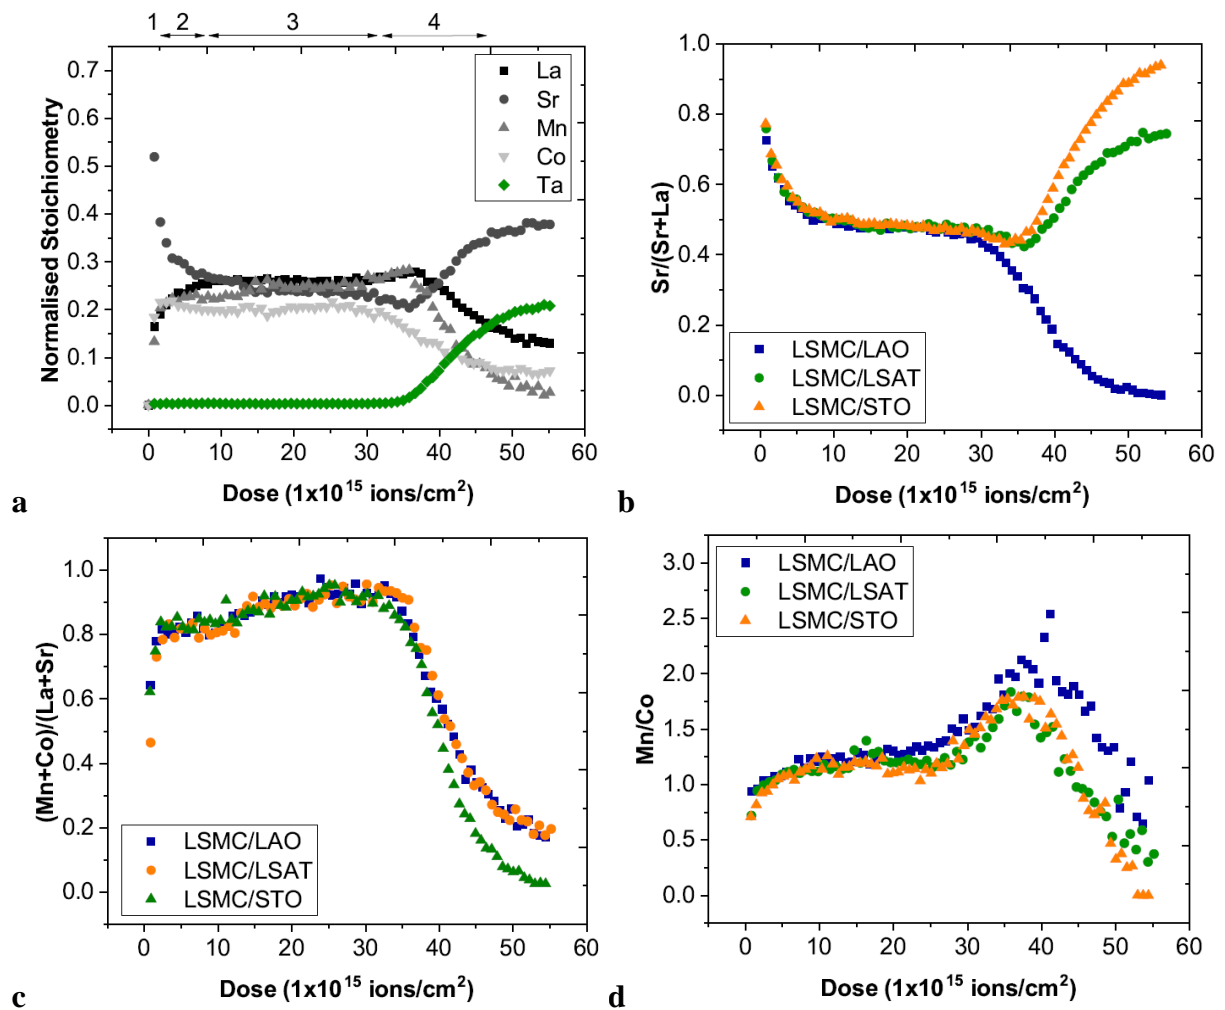 1 2 3 4
0.7
0.6
0.5
0.4
0.3
0.2
0.1
0.0
Normalised Stoichiometry
La
Sr
Mn
Co
Ta
0 10 20 30 40 50 60
Dose (1x10^15 ions/cm^2)
a
1.0
0.8
0.6
0.4
0.2
0.0
Sr/(Sr+La)
LSMC/LAO
LSMC/LSAT
LSMC/STO
0 10 20 30 40 50 60
Dose (1x10^15 ions/cm^2)
b
1.0
0.8
0.6
0.4
0.2
0.0
(Mn+Co)/(La+Sr)
LSMC/LAO
LSMC/LSAT
LSMC/STO
0 10 20 30 40 50 60
Dose (1x10^15 ions/cm^2)
c
3.0
2.5
2.0
1.5
1.0
0.5
0.0
Mn/Co
LSMC/LAO
LSMC/LSAT
LSMC/STO
0 10 20 30 40 50 60
Dose (1x10^15 ions/cm^2)
d